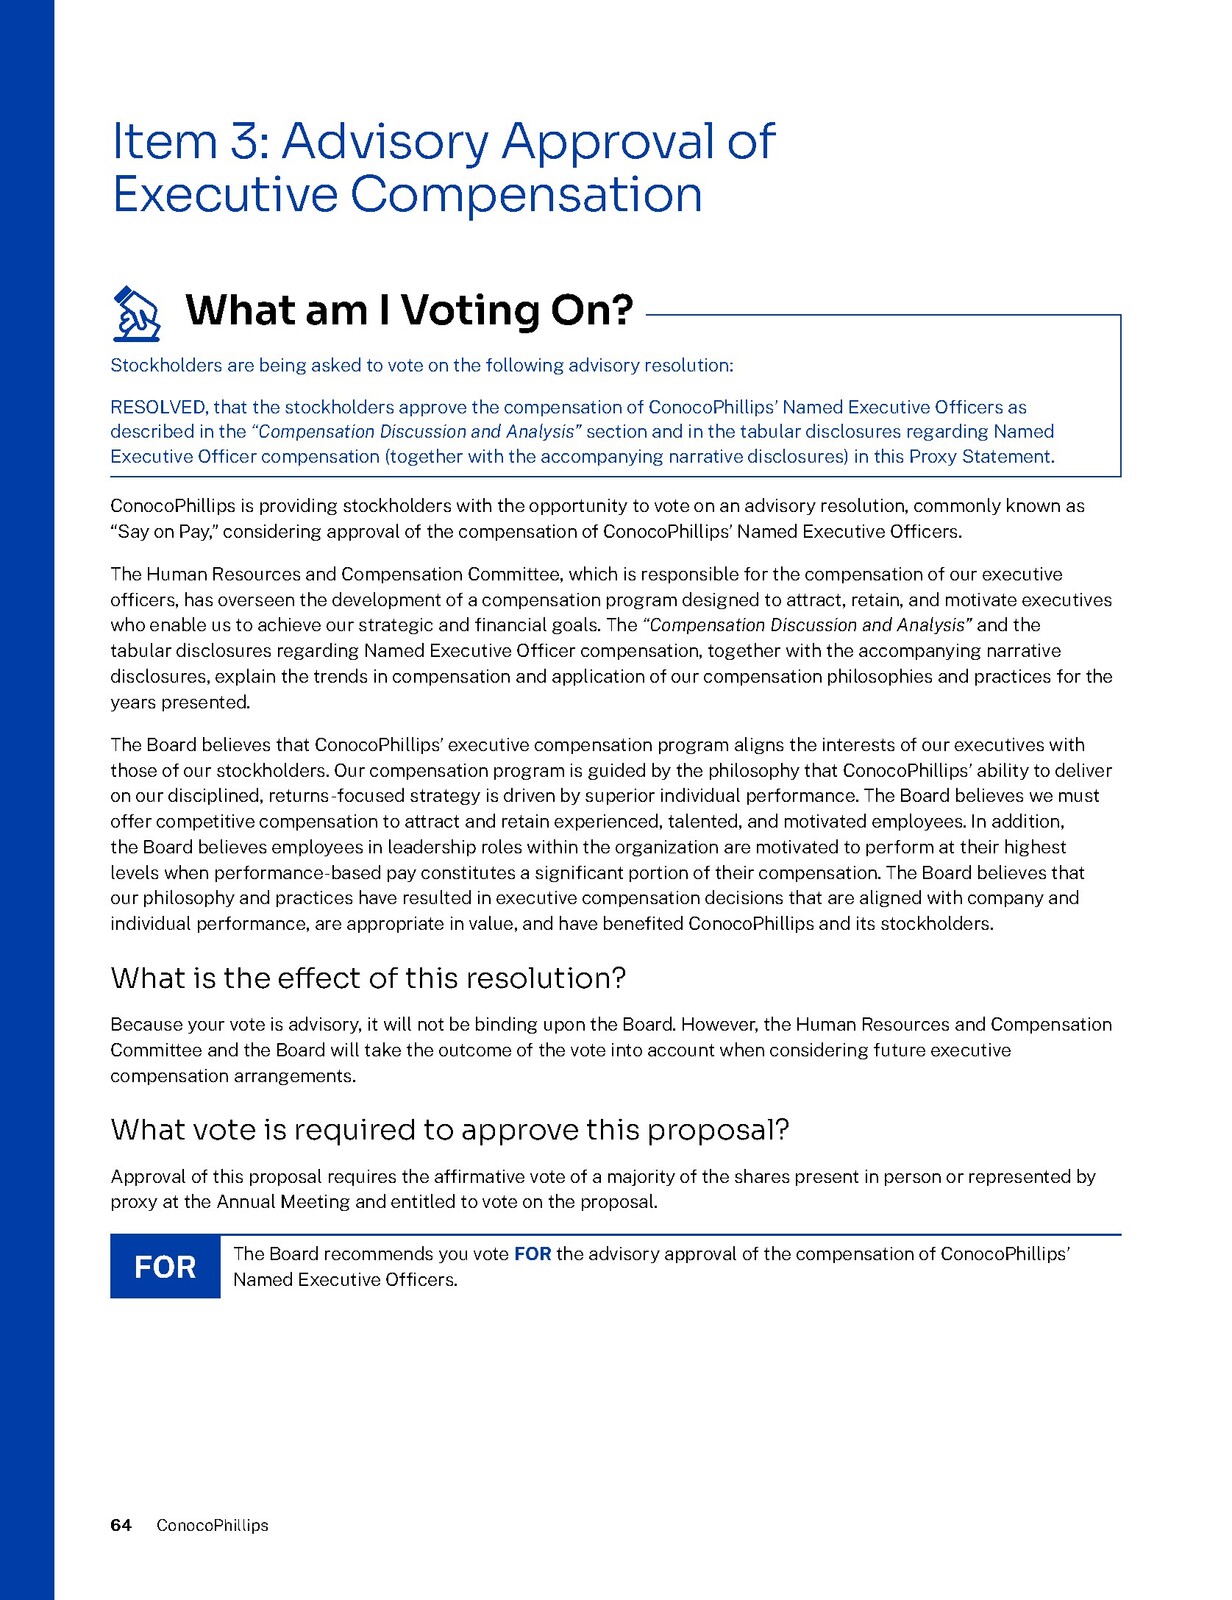 Item 3: Advisory Approval of
Executive Compensation
What am I Voting On?
Stockholders are being asked to vote on the following advisory resolution:
RESOLVED, that the stockholders approve the compensation of ConocoPhillips’ Named Executive Officers as
described in the “Compensation Discussion and Analysis” section and in the tabular disclosures regarding Named
Executive Officer compensation (together with the accompanying narrative disclosures) in this Proxy Statement.
ConocoPhillips is providing stockholders with the opportunity to vote on an advisory resolution, commonly known as
“Say on Pay,” considering approval of the compensation of ConocoPhillips’ Named Executive Officers.
The Human Resources and Compensation Committee, which is responsible for the compensation of our executive
officers, has overseen the development of a compensation program designed to attract, retain, and motivate executives
who enable us to achieve our strategic and financial goals. The “Compensation Discussion and Analysis” and the
tabular disclosures regarding Named Executive Officer compensation, together with the accompanying narrative
disclosures, explain the trends in compensation and application of our compensation philosophies and practices for the
years presented.
The Board believes that ConocoPhillips’ executive compensation program aligns the interests of our executives with
those of our stockholders. Our compensation program is guided by the philosophy that ConocoPhillips’ ability to deliver
on our disciplined, returns-focused strategy is driven by superior individual performance. The Board believes we must
offer competitive compensation to attract and retain experienced, talented, and motivated employees. In addition,
the Board believes employees in leadership roles within the organization are motivated to perform at their highest
levels when performance-based pay constitutes a significant portion of their compensation. The Board believes that
our philosophy and practices have resulted in executive compensation decisions that are aligned with company and
individual performance, are appropriate in value, and have benefited ConocoPhillips and its stockholders.
What is the effect of this resolution?
Because your vote is advisory, it will not be binding upon the Board. However, the Human Resources and Compensation
Committee and the Board will take the outcome of the vote into account when considering future executive
compensation arrangements.
What vote is required to approve this proposal?
Approval of this proposal requires the affirmative vote of a majority of the shares present in person or represented by
proxy at the Annual Meeting and entitled to vote on the proposal.
FOR
The Board recommends you vote FOR the advisory approval of the compensation of ConocoPhillips’
Named Executive Officers.
64 ConocoPhillips